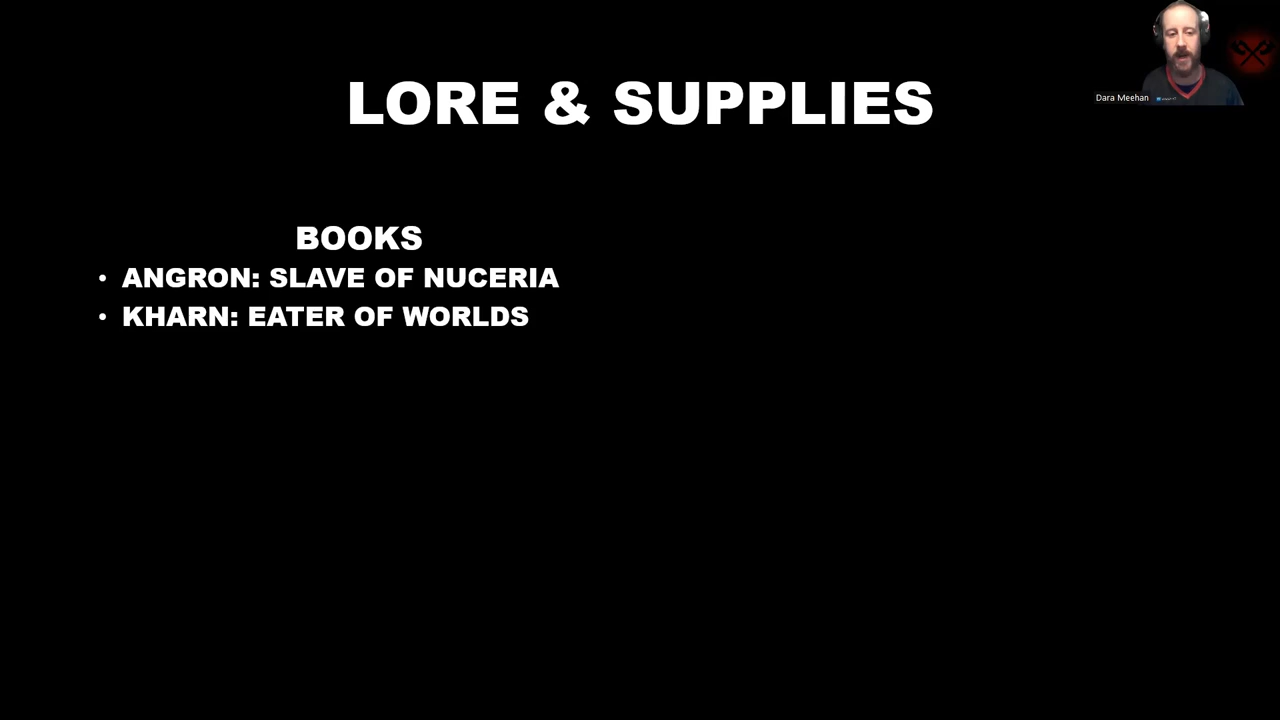 LORE & SUPPLIES
Dara Meehan
BOOKS
• ANGRON: SLAVE OF NUCERIA
• KHARN: EATER OF WORLDS